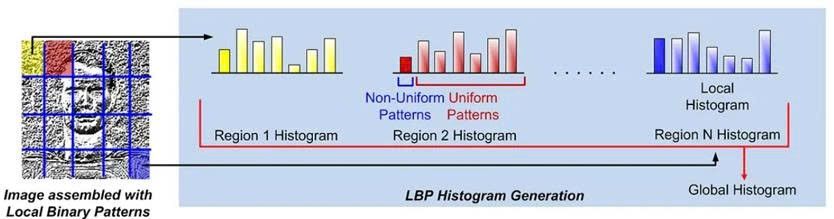 Image assembled with
Local Binary Patterns
Non-Uniform
Patterns
Uniform
Patterns
. . . . . .
Local
Histogram
Region 1 Histogram
Region 2 Histogram
Region N Histogram
LBP Histogram Generation
Global Histogram